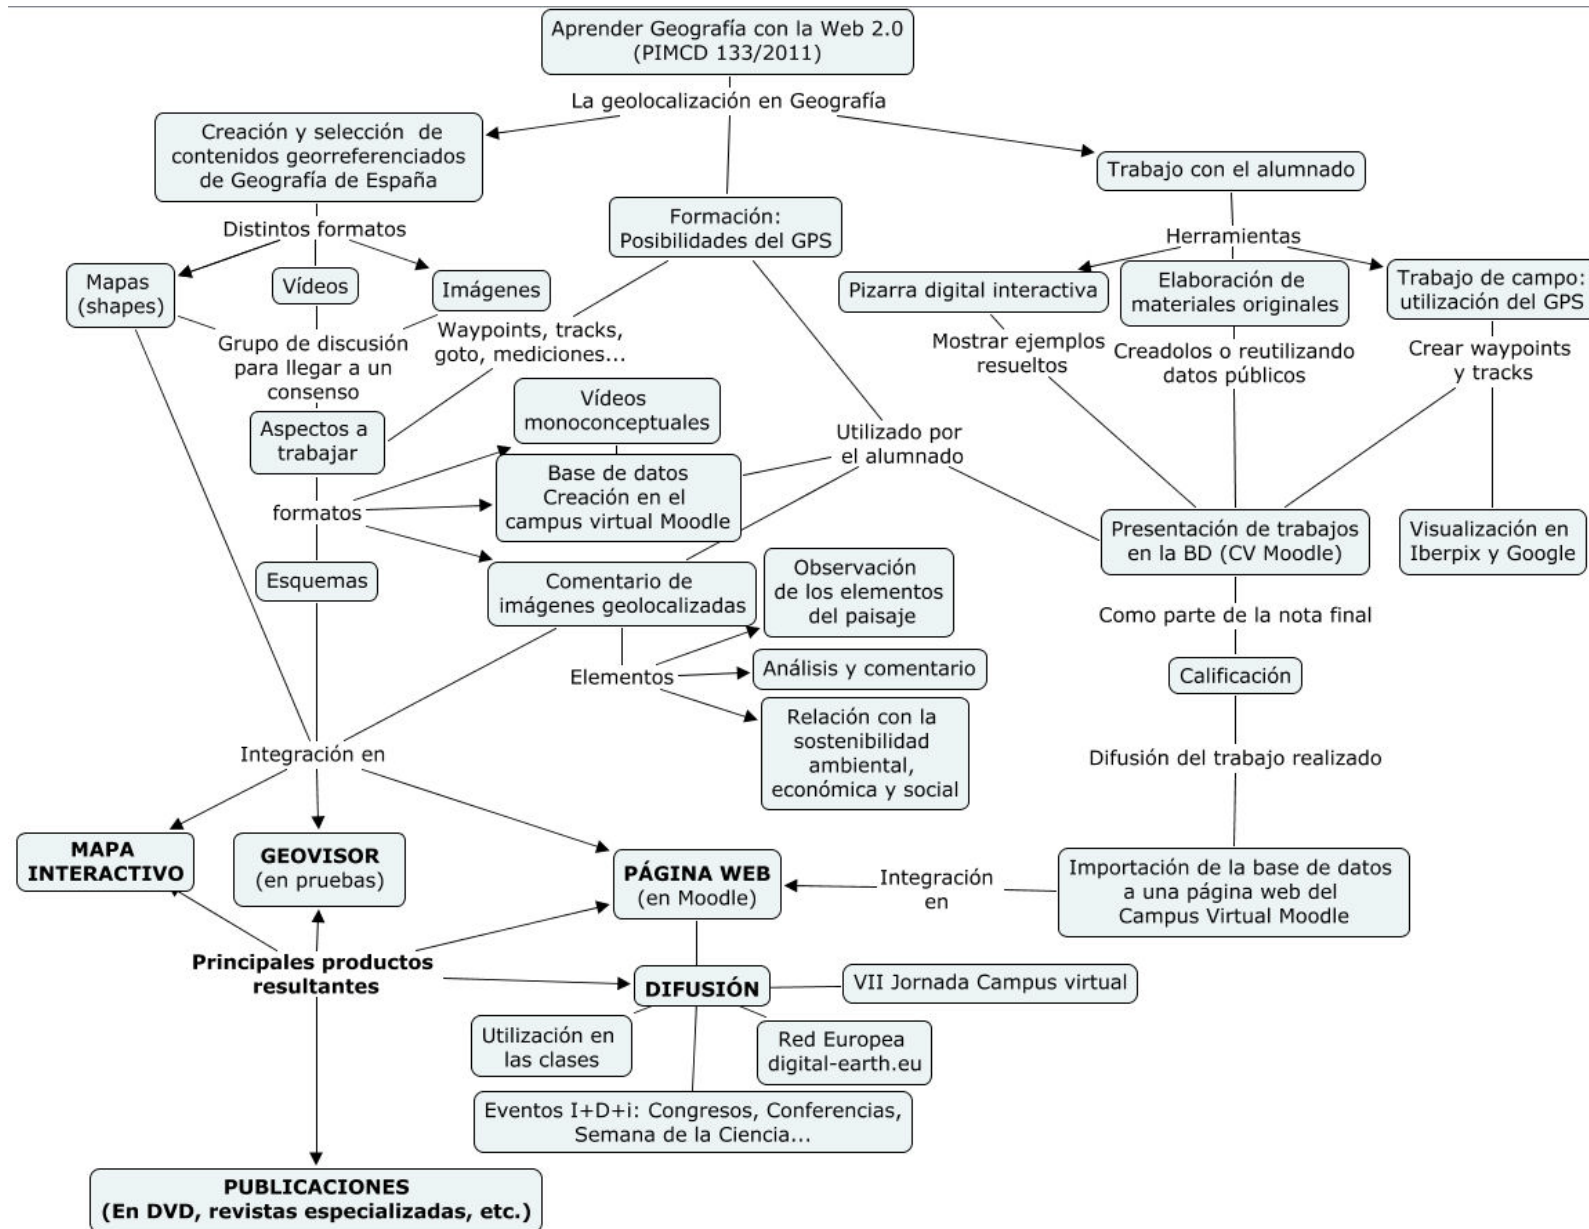 Aprender Geografía con la Web 2.0
(PIMCD 133/2011)
La geolocalización en Geografía
Creación y selección de
contenidos georreferenciados
de Geografía de España
Formación:
Posibilidades del GPS
Trabajo con el alumnado
Distintos formatos
Herramientas
Mapas
(shapes)
Vídeos
Imágenes
Pizarra digital interactiva
Elaboración de
materiales originales
Trabajo de campo:
utilización del GPS
Grupo de discusión
para llegar a un
consenso
Waypoints, tracks,
goto, mediciones...
Mostrar ejemplos
resueltos
Creadolos o reutilizando
datos públicos
Crear waypoints
y tracks
Aspectos a
trabajar
Vídeos
monoconceptuales
Utilizado por
el alumnado
formatos
Base de datos
Creación en el
campus virtual Moodle
Presentación de trabajos
en la BD (CV Moodle)
Visualización en
Iberpix y Google
Esquemas
Comentario de
imágenes geolocalizadas
Observación
de los elementos
del paisaje
Como parte de la nota final
Elementos
Análisis y comentario
Calificación
Relación con la
sostenibilidad
ambiental,
económica y social
Integración en
Difusión del trabajo realizado
MAPA
INTERACTIVO
GEOVISOR
(en pruebas)
PÁGINA WEB
(en Moodle)
Integración
en
Importación de la base de datos
a una página web del
Campus Virtual Moodle
Principales productos
resultantes
DIFUSIÓN
VII Jornada Campus virtual
Utilización en
las clases
Red Europea
digital-earth.eu
Eventos I+D+i: Congresos, Conferencias,
Semana de la Ciencia...
PUBLICACIONES
(En DVD, revistas especializadas, etc.)